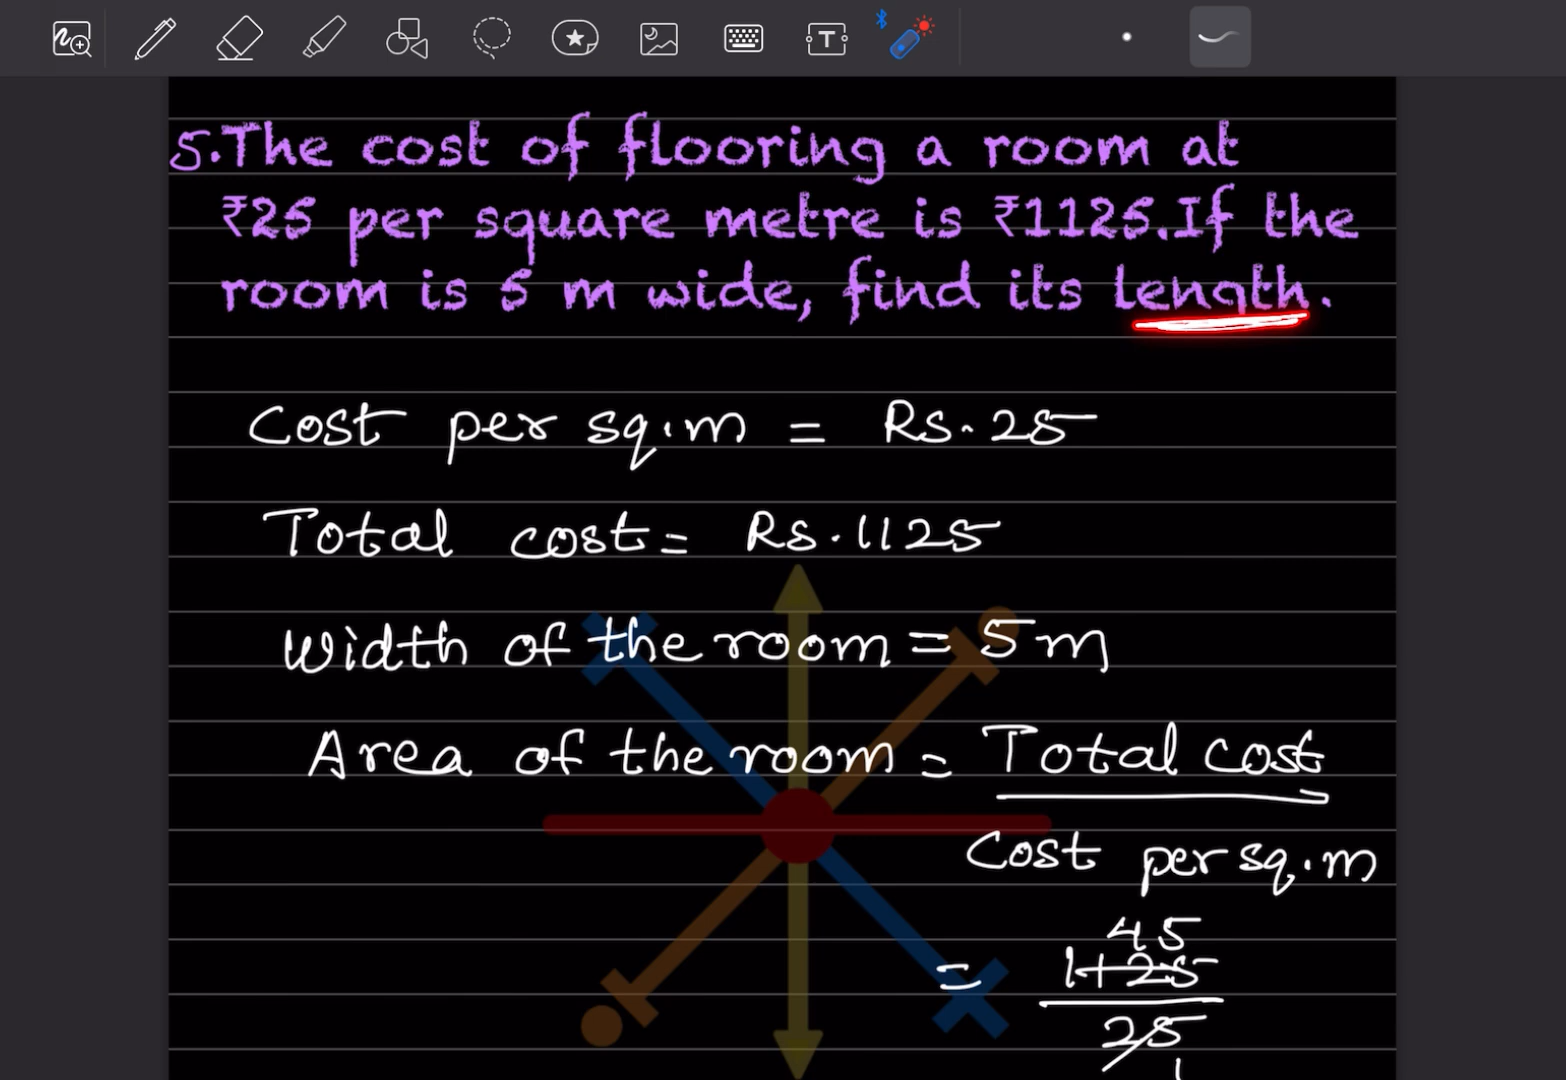 5.The cost of flooring a room at
₹25 per square metre is ₹1125.If the
room is 5 m wide, find its length.
Cost per sq.m = Rs.25
Total cost = Rs.1125
Width of the room = 5m
Area of the room = Total cost
Cost per sq.m
45
= 1125
25
1